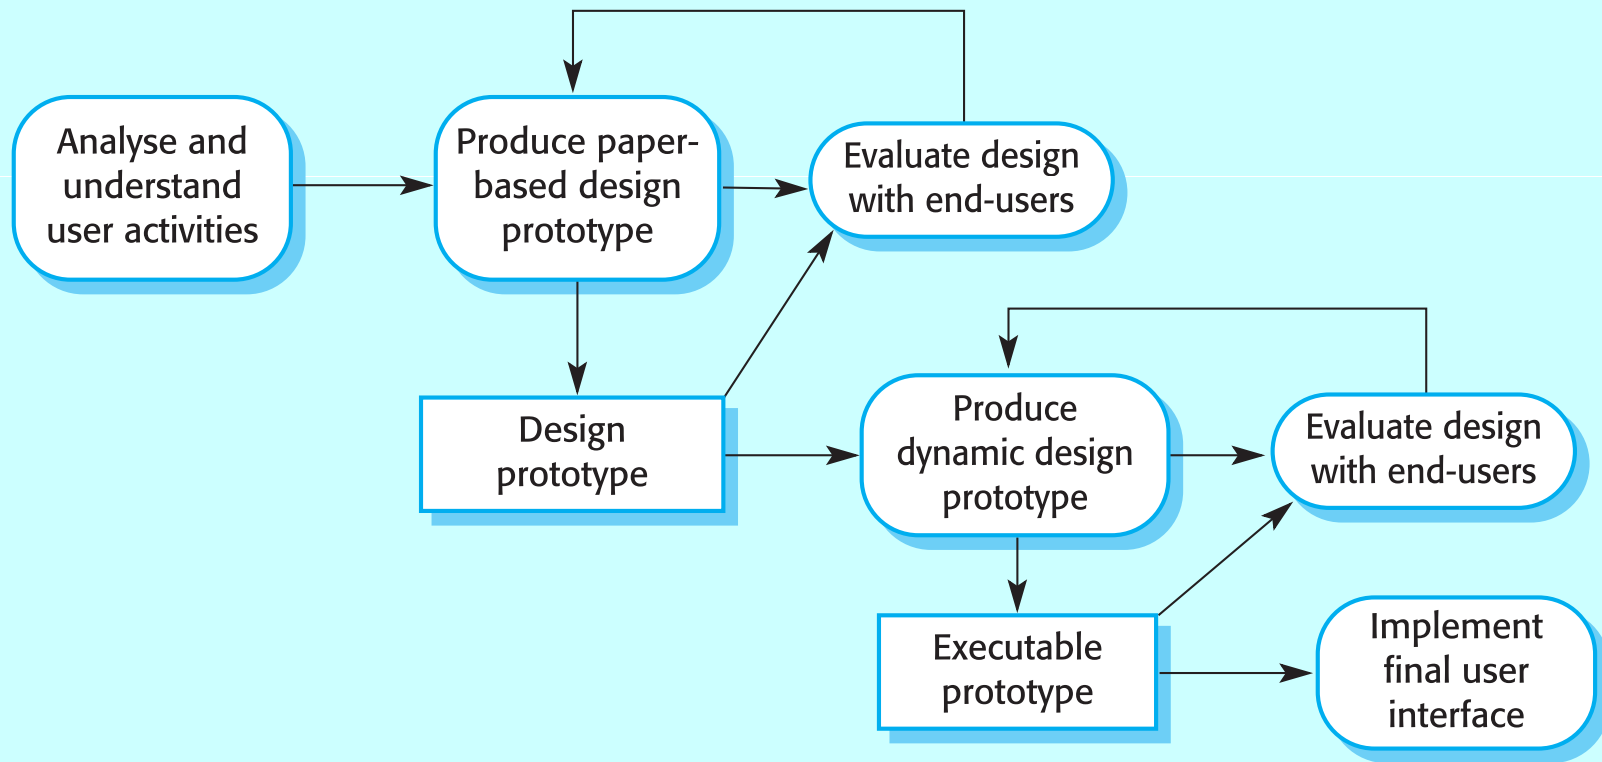 Analyse and
understand
user activities
Produce paper-
based design
prototype
Evaluate design
with end-users
Design
prototype
Produce
dynamic design
prototype
Evaluate design
with end-users
Executable
prototype
Implement
final user
interface